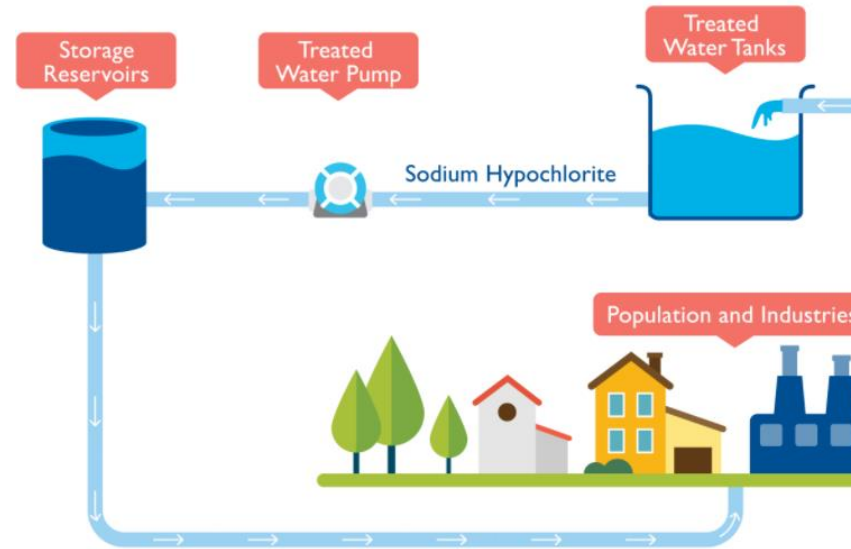 Storage
Reservoirs
Treated
Water Pump
Treated
Water Tanks
Sodium Hypochlorite
Population and Industries